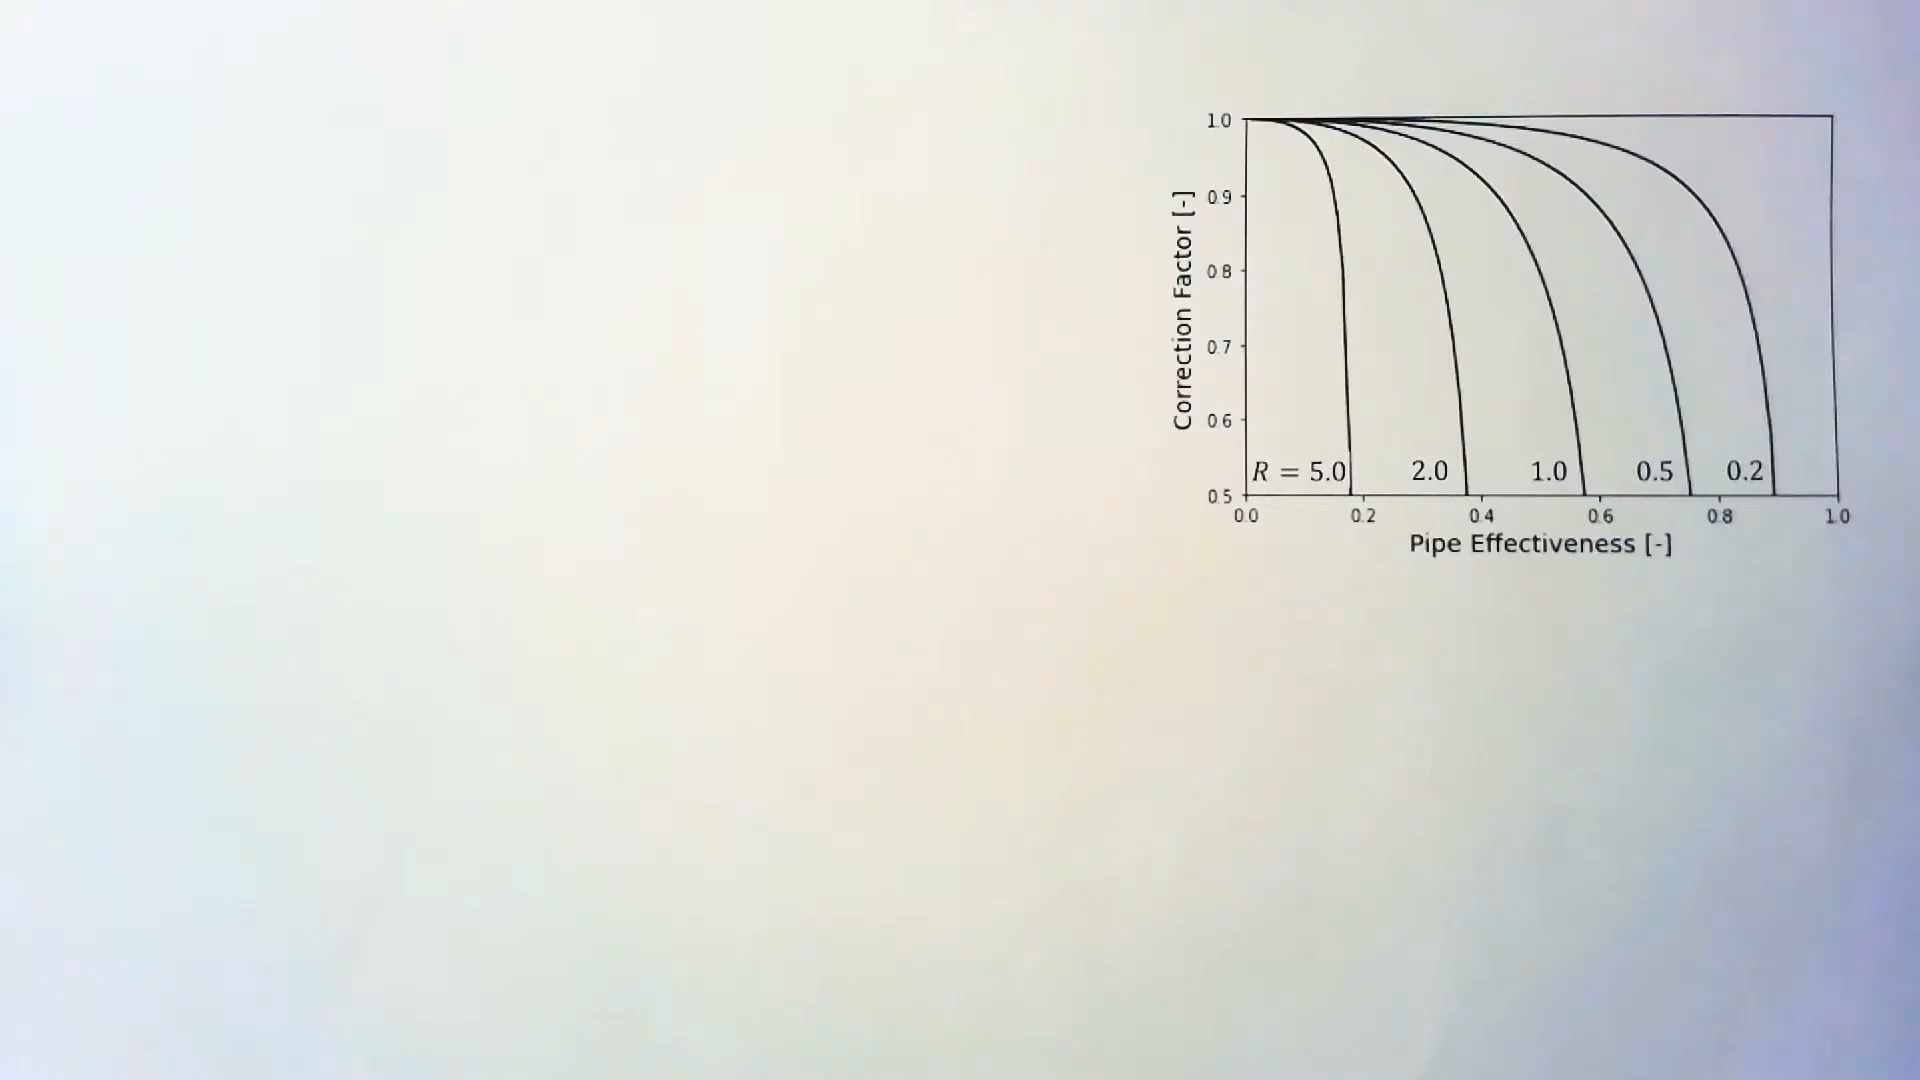 1.0
0.9
0.8
0.7
0.6
0.5
Correction Factor [-]
R = 5.0 2.0 1.0 0.5 0.2
0.0 0.2 0.4 0.6 0.8 1.0
Pipe Effectiveness [-]